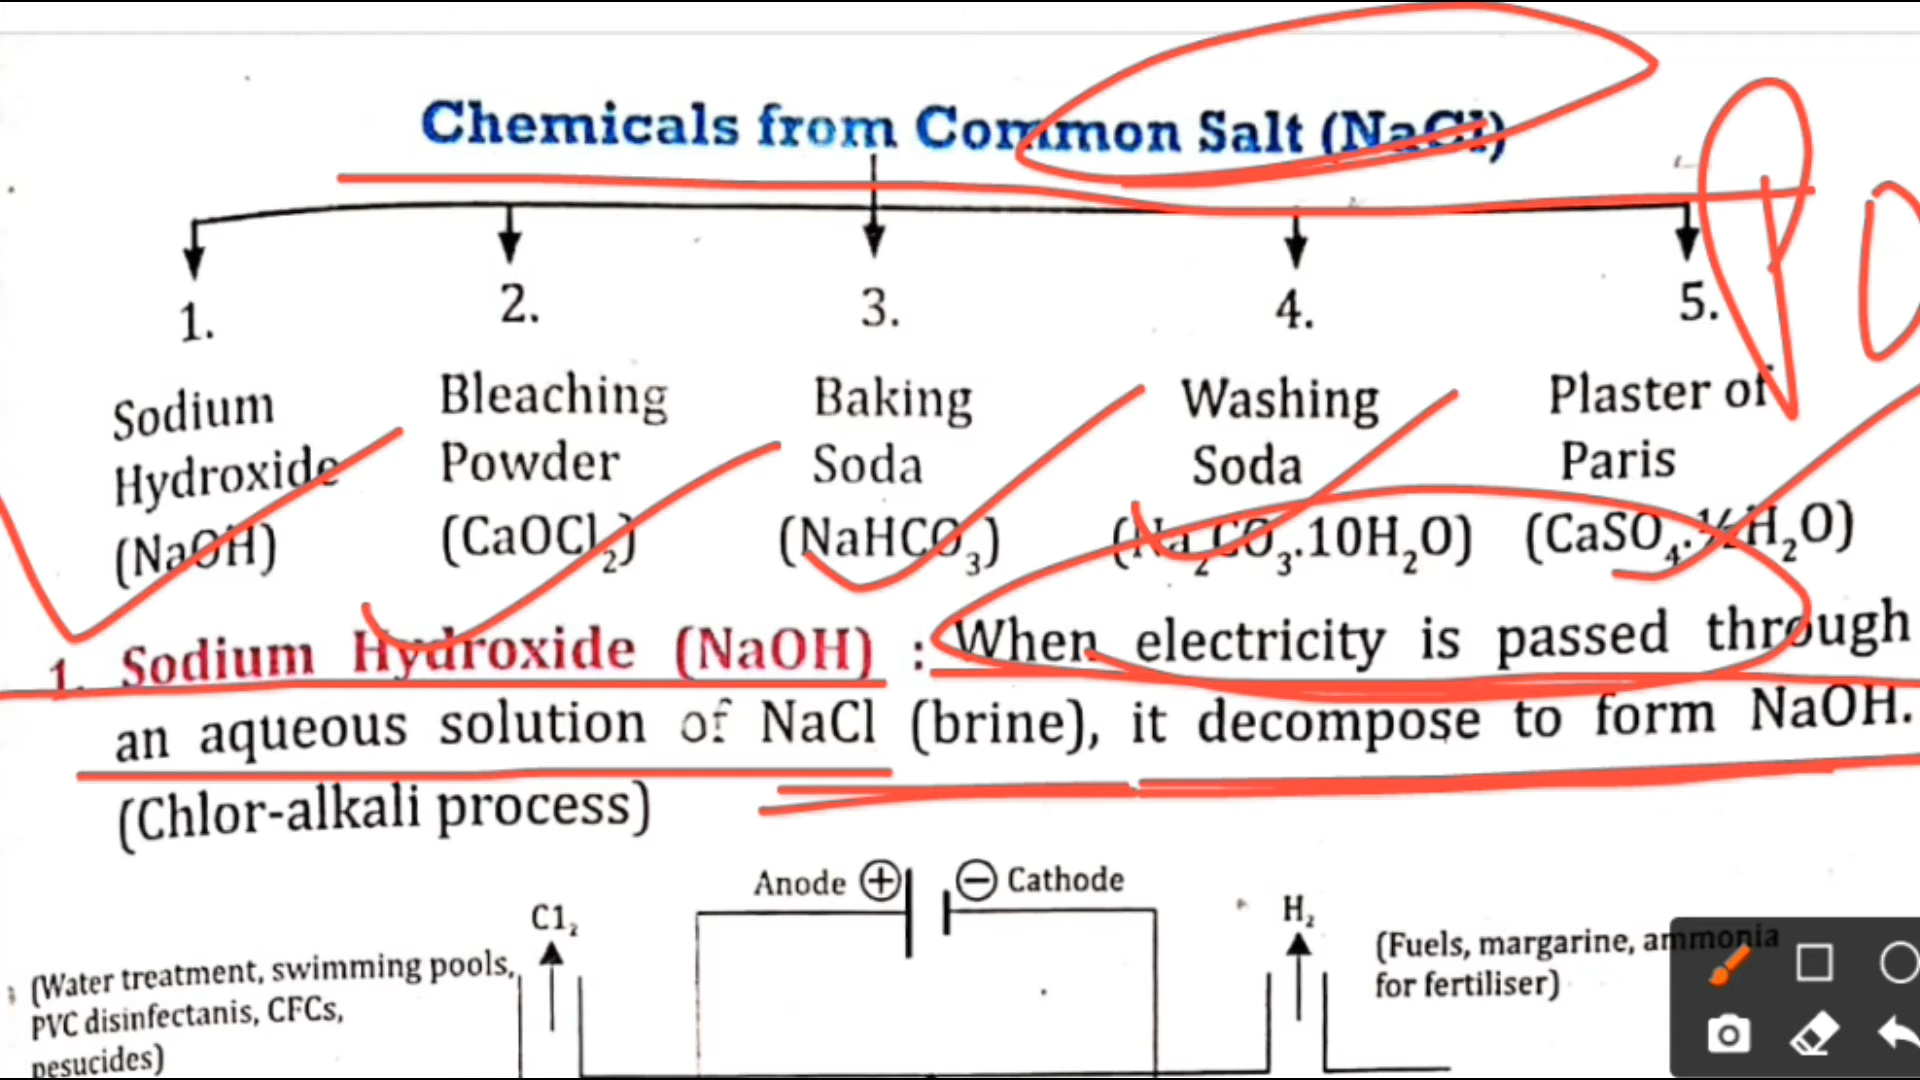 Chemicals from Common Salt (NaCl)
1. 2. 3. 4. 5.
Sodium Hydroxide (NaOH)
Bleaching Powder (CaOCl₂)
Baking Soda (NaHCO₃)
Washing Soda (Na₂CO₃.10H₂O)
Plaster of Paris (CaSO₄.½H₂O)
PO
1. Sodium Hydroxide (NaOH) : When electricity is passed through
an aqueous solution of NaCl (brine), it decompose to form NaOH.
(Chlor-alkali process)
Anode ⊕ ⊖ Cathode
C1₂
H₂
(Water treatment, swimming pools,
PVC disinfectanis, CFCs,
pesucides)
(Fuels, margarine, ammonia
for fertiliser)